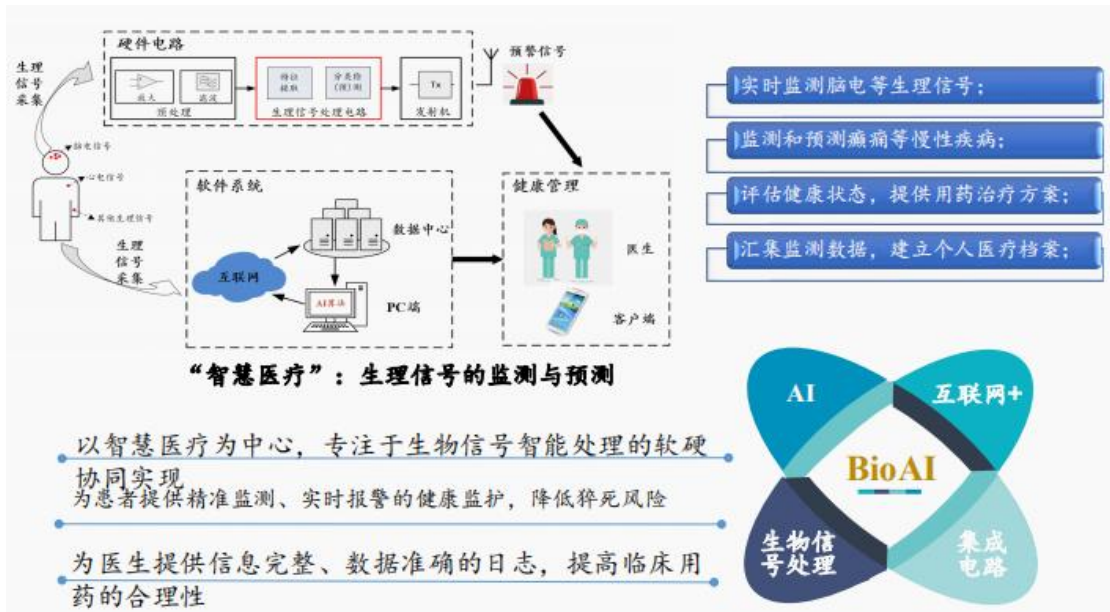 硬件电路
预警信号
生理
信号
采集
放大
滤波
预处理
特征
提取
分类检
(预)测
生理信号处理电路
Tx
发射机
脑电信号
心电信号
其他生理信号
生理
信号
采集
软件系统
数据中心
互联网
AI算法
PC端
健康管理
医生
客户端
“智慧医疗”:生理信号的监测与预测
实时监测脑电等生理信号;
监测和预测癫痫等慢性疾病;
评估健康状态,提供用药治疗方案;
汇集监测数据,建立个人医疗档案;
以智慧医疗为中心,专注于生物信号智能处理的软硬
协同实现
为患者提供精准监测、实时报警的健康监护,降低猝死风险
为医生提供信息完整、数据准确的日志,提高临床用
药的合理性
AI
互联网+
BioAI
生物信
号处理
集成
电路